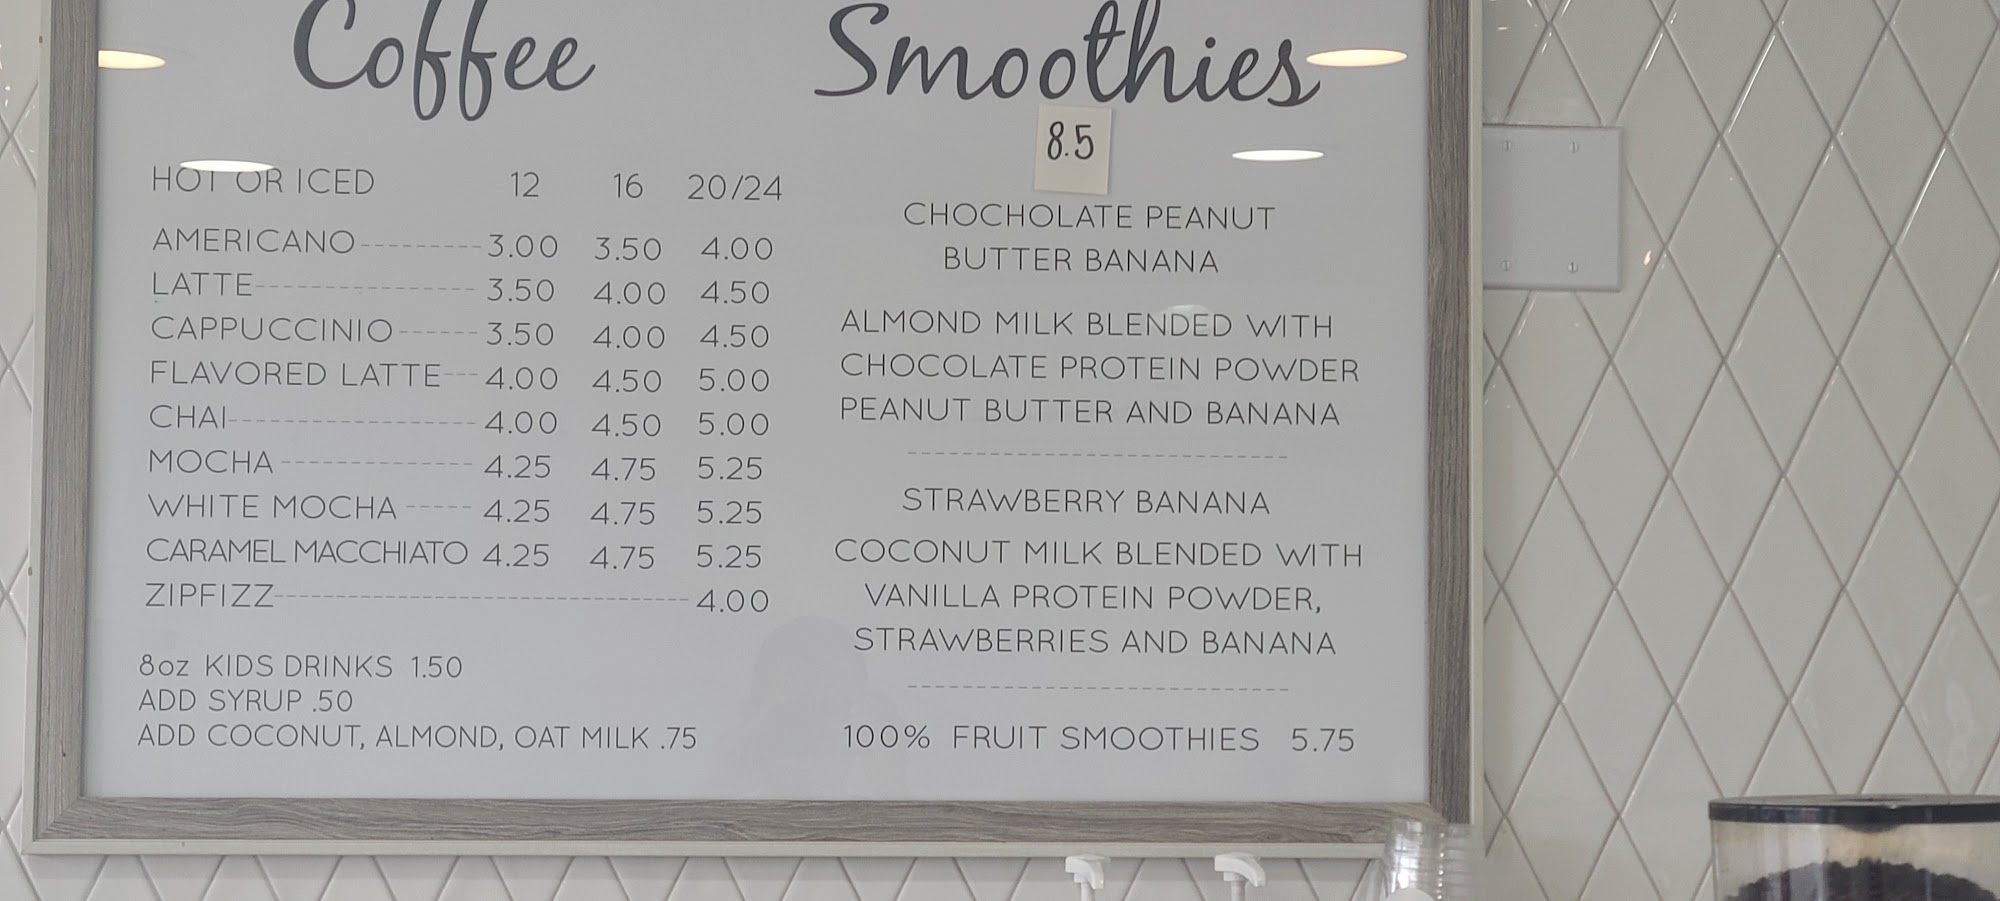 Coffee
HOT OR ICED 12 16 20/24
AMERICANO 3.00 3.50 4.00
LATTE 3.50 4.00 4.50
CAPPUCCINIO 3.50 4.00 4.50
FLAVORED LATTE 4.00 4.50 5.00
CHAI 4.00 4.50 5.00
MOCHA 4.25 4.75 5.25
WHITE MOCHA 4.25 4.75 5.25
CARAMEL MACCHIATO 4.25 4.75 5.25
ZIPFIZZ 4.00
8oz KIDS DRINKS 1.50
ADD SYRUP .50
ADD COCONUT, ALMOND, OAT MILK .75
Smoothies
8.5
CHOCHOLATE PEANUT
BUTTER BANANA
ALMOND MILK BLENDED WITH
CHOCOLATE PROTEIN POWDER
PEANUT BUTTER AND BANANA
STRAWBERRY BANANA
COCONUT MILK BLENDED WITH
VANILLA PROTEIN POWDER,
STRAWBERRIES AND BANANA
100% FRUIT SMOOTHIES 5.75